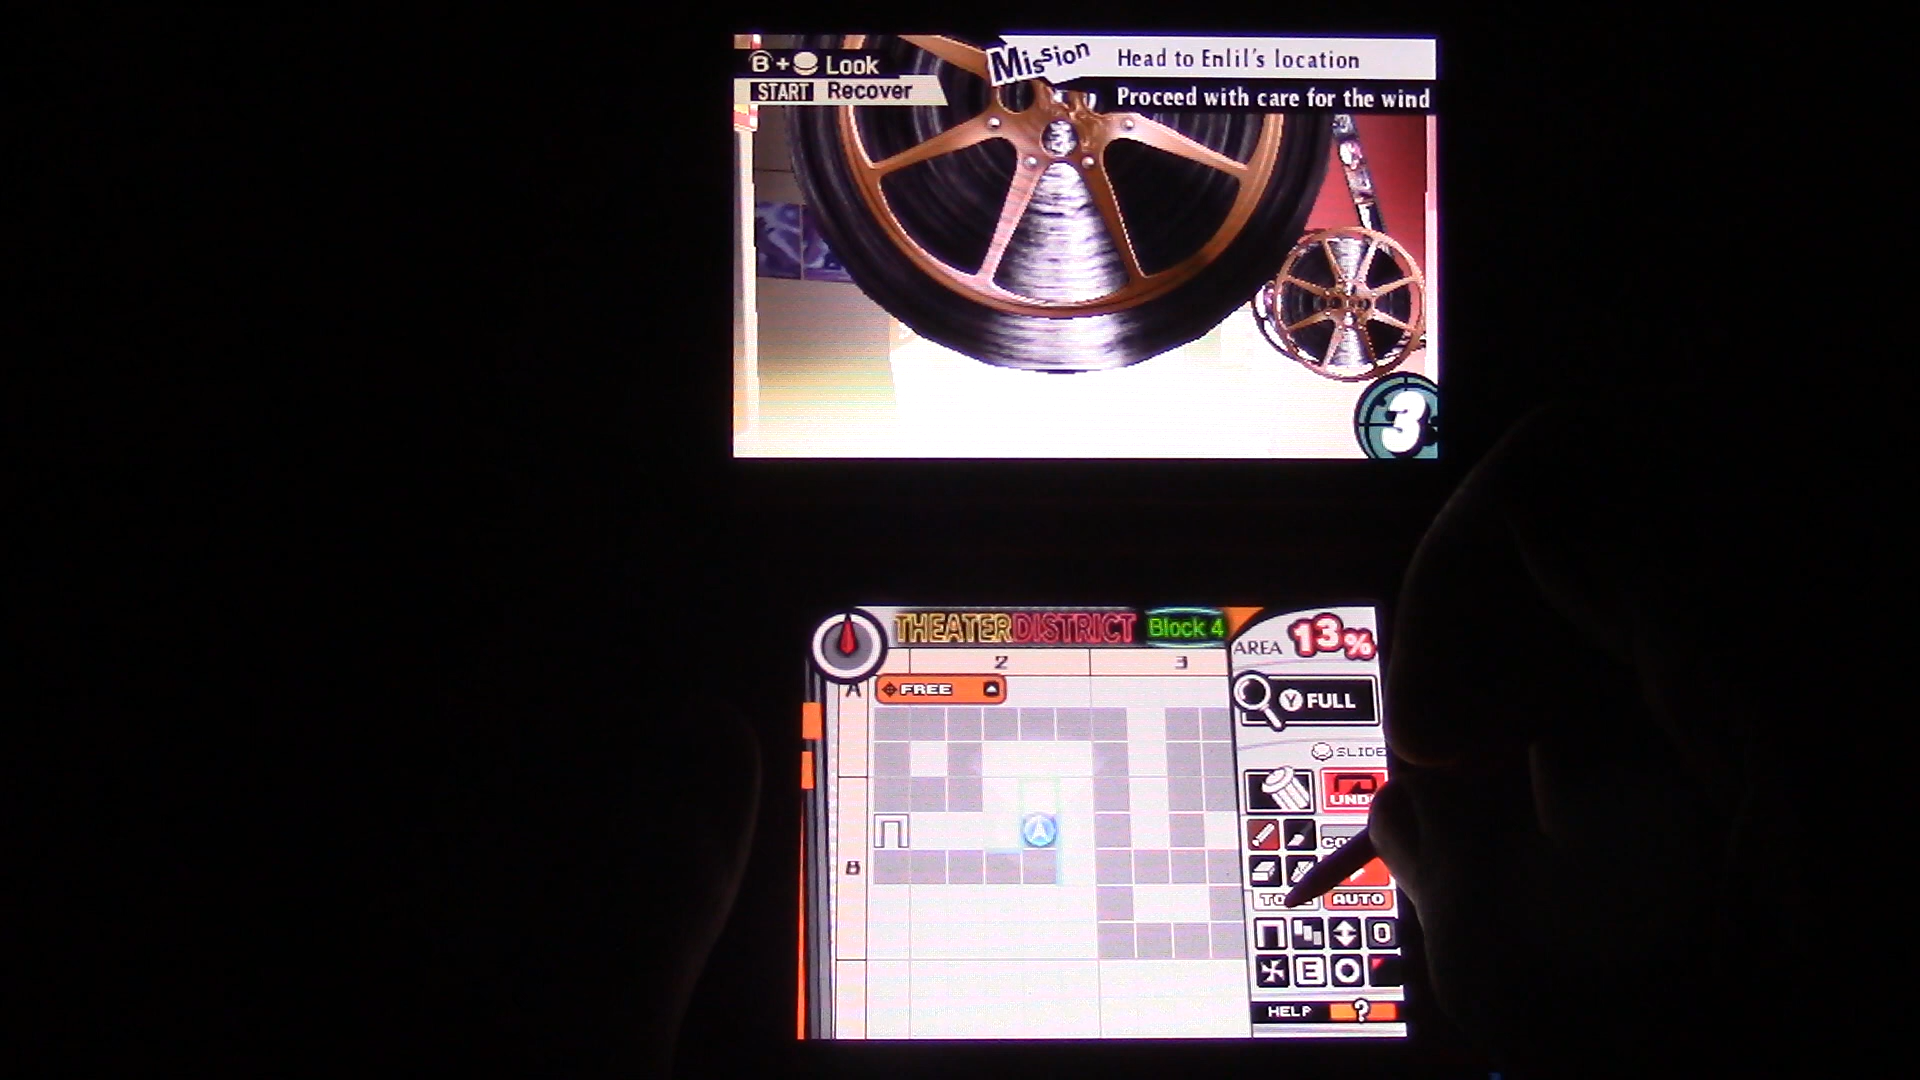 B + Look
START Recover
Mission
Head to Enlil's location
Proceed with care for the wind
3
THEATER DISTRICT Block 4
AREA 13%
2 3
A
FREE
Y FULL
SLIDE
B
AUTO
O
E
HELP ?